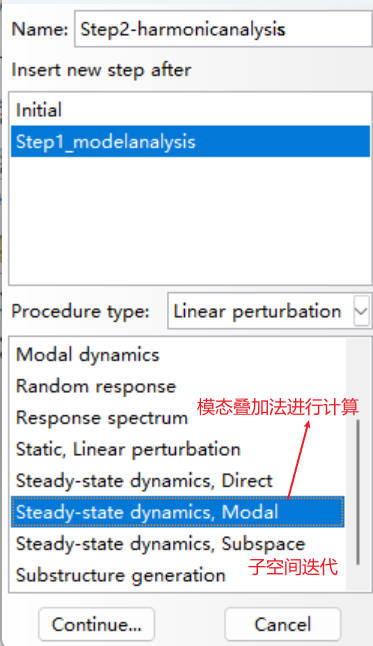 Name: Step2-harmonicanalysis
Insert new step after
Initial
Step1_modelanalysis
Procedure type: Linear perturbation
Modal dynamics
Random response
模态叠加法进行计算
Response spectrum
Static, Linear perturbation
Steady-state dynamics, Direct
Steady-state dynamics, Modal
Steady-state dynamics, Subspace
子空间迭代
Substructure generation
Continue... Cancel